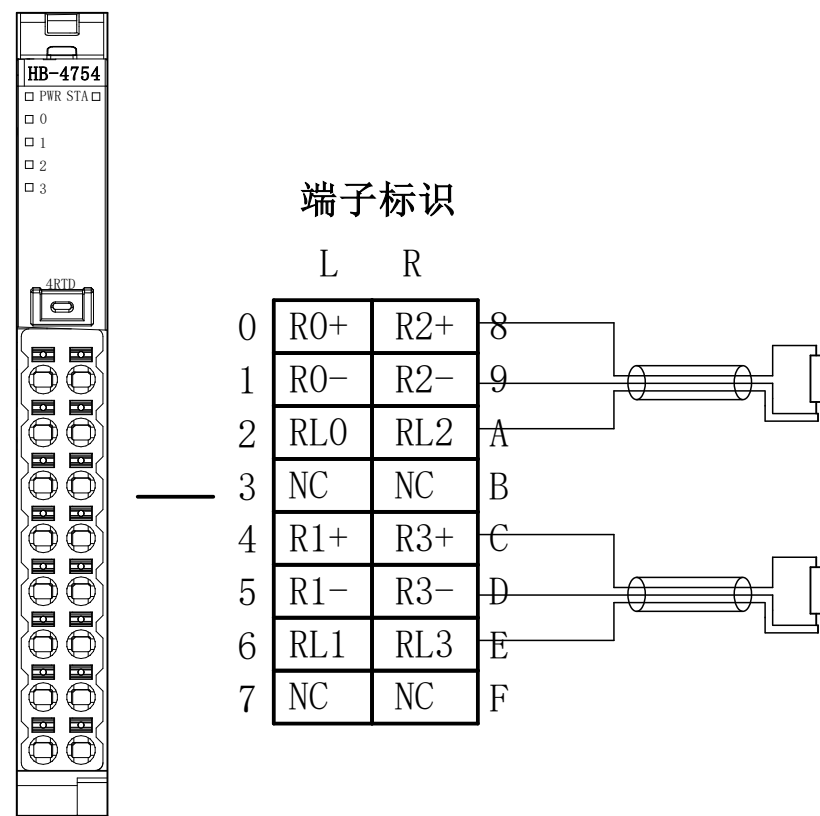 HB-4754
PWR STA
0
1
2
3
4RTD
端子标识
L R
0 R0+ R2+ 8
1 R0- R2- 9
2 RL0 RL2 A
3 NC NC B
4 R1+ R3+ C
5 R1- R3- D
6 RL1 RL3 E
7 NC NC F